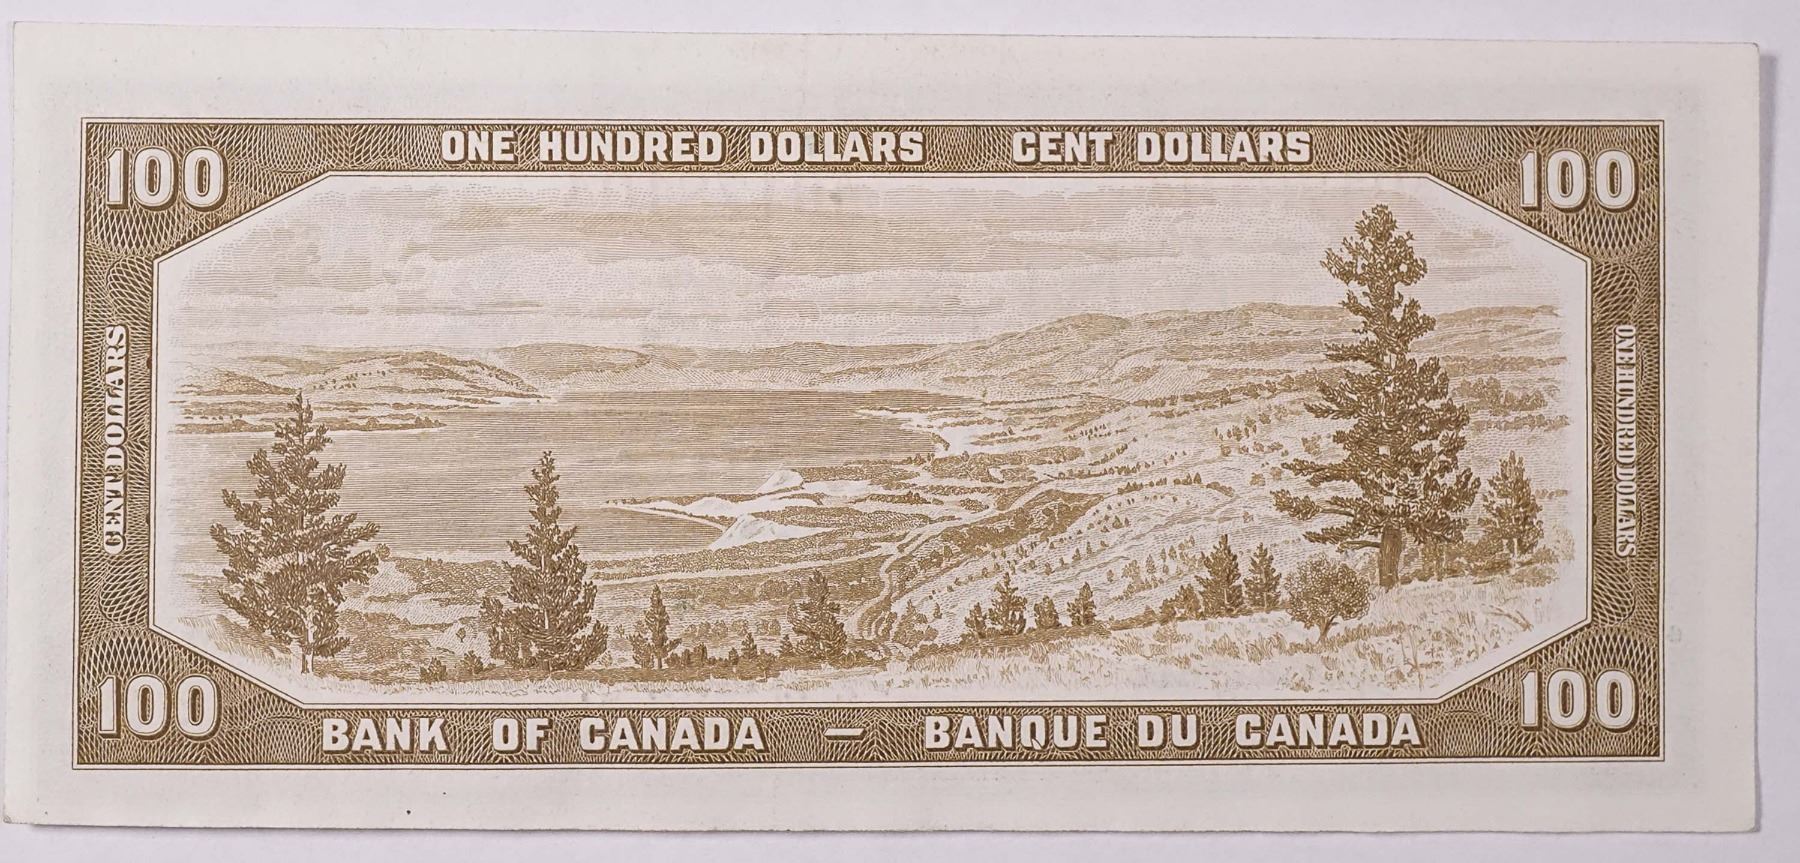 ONE HUNDRED DOLLARS CENT DOLLARS
100 100
CENT DOLLARS
ONE HUNDRED DOLLARS
100 100
BANK OF CANADA — BANQUE DU CANADA